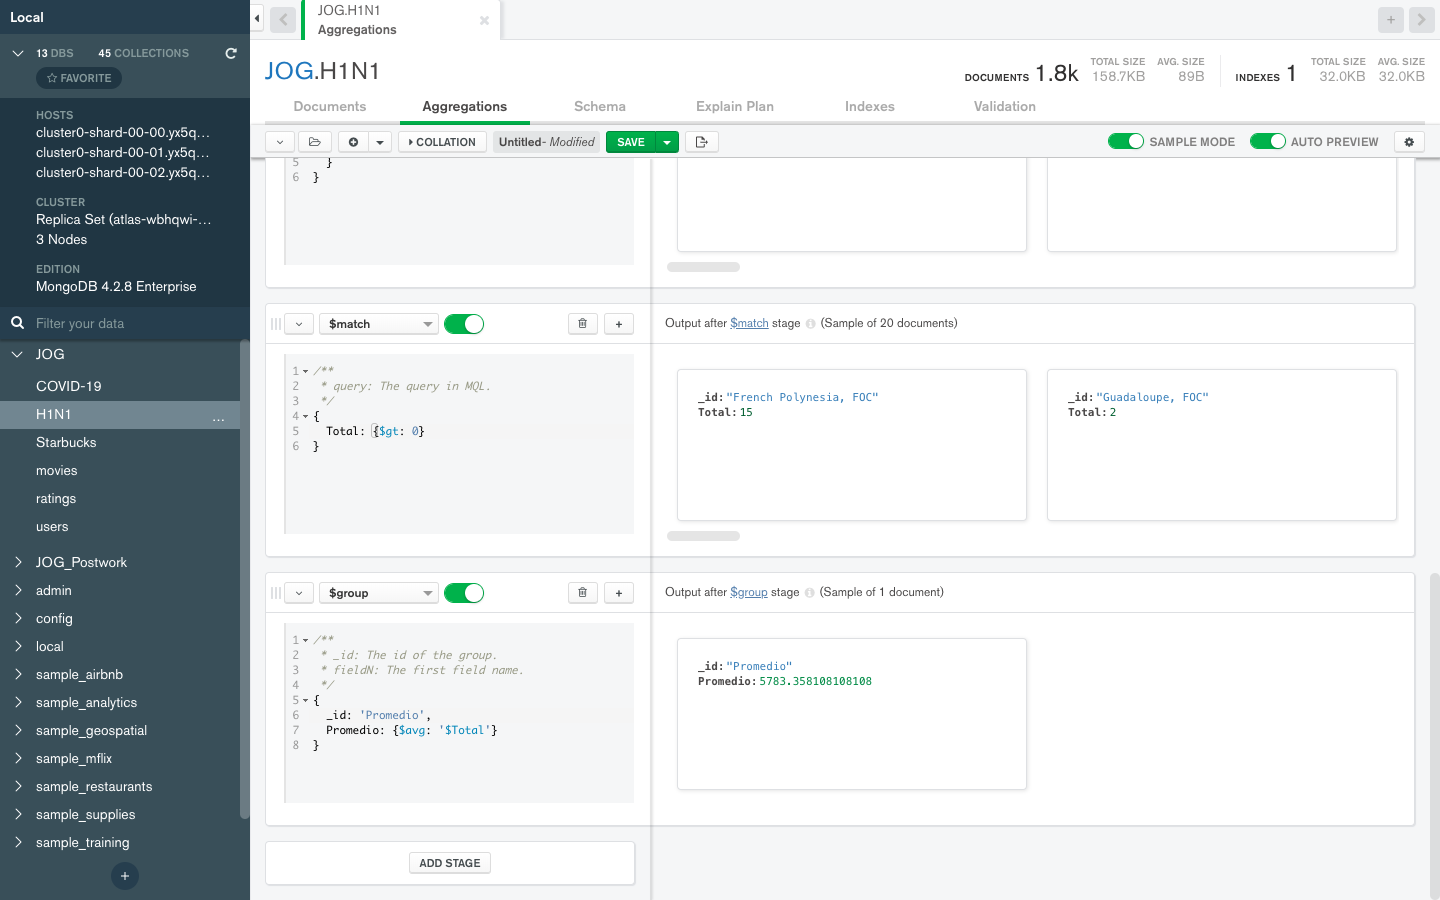 Local
13 DBS 45 COLLECTIONS
FAVORITE
HOSTS
cluster0-shard-00-00.yx5q...
cluster0-shard-00-01.yx5q...
cluster0-shard-00-02.yx5q...
CLUSTER
Replica Set (atlas-wbhqwi-...
3 Nodes
EDITION
MongoDB 4.2.8 Enterprise
Filter your data
JOG
COVID-19
H1N1 ...
Starbucks
movies
ratings
users
JOG_Postwork
admin
config
local
sample_airbnb
sample_analytics
sample_geospatial
sample_mflix
sample_restaurants
sample_supplies
sample_training
+
JOG.H1N1
Aggregations
JOG.H1N1
DOCUMENTS 1.8k TOTAL SIZE 158.7KB AVG. SIZE 89B INDEXES 1 TOTAL SIZE 32.0KB AVG. SIZE 32.0KB
Documents Aggregations Schema Explain Plan Indexes Validation
COLLATION Untitled- Modified SAVE SAMPLE MODE AUTO PREVIEW
5 }
6 }
$match +
Output after $match stage (Sample of 20 documents)
1 /**
2 * query: The query in MQL.
3 */
4 {
5 Total: {$gt: 0}
6 }
_id:"French Polynesia, FOC"
Total:15
_id:"Guadaloupe, FOC"
Total:2
$group +
Output after $group stage (Sample of 1 document)
1 /**
2 * _id: The id of the group.
3 * fieldN: The first field name.
4 */
5 {
6 _id: 'Promedio',
7 Promedio: {$avg: '$Total'}
8 }
_id:"Promedio"
Promedio:5783.358108108108
ADD STAGE